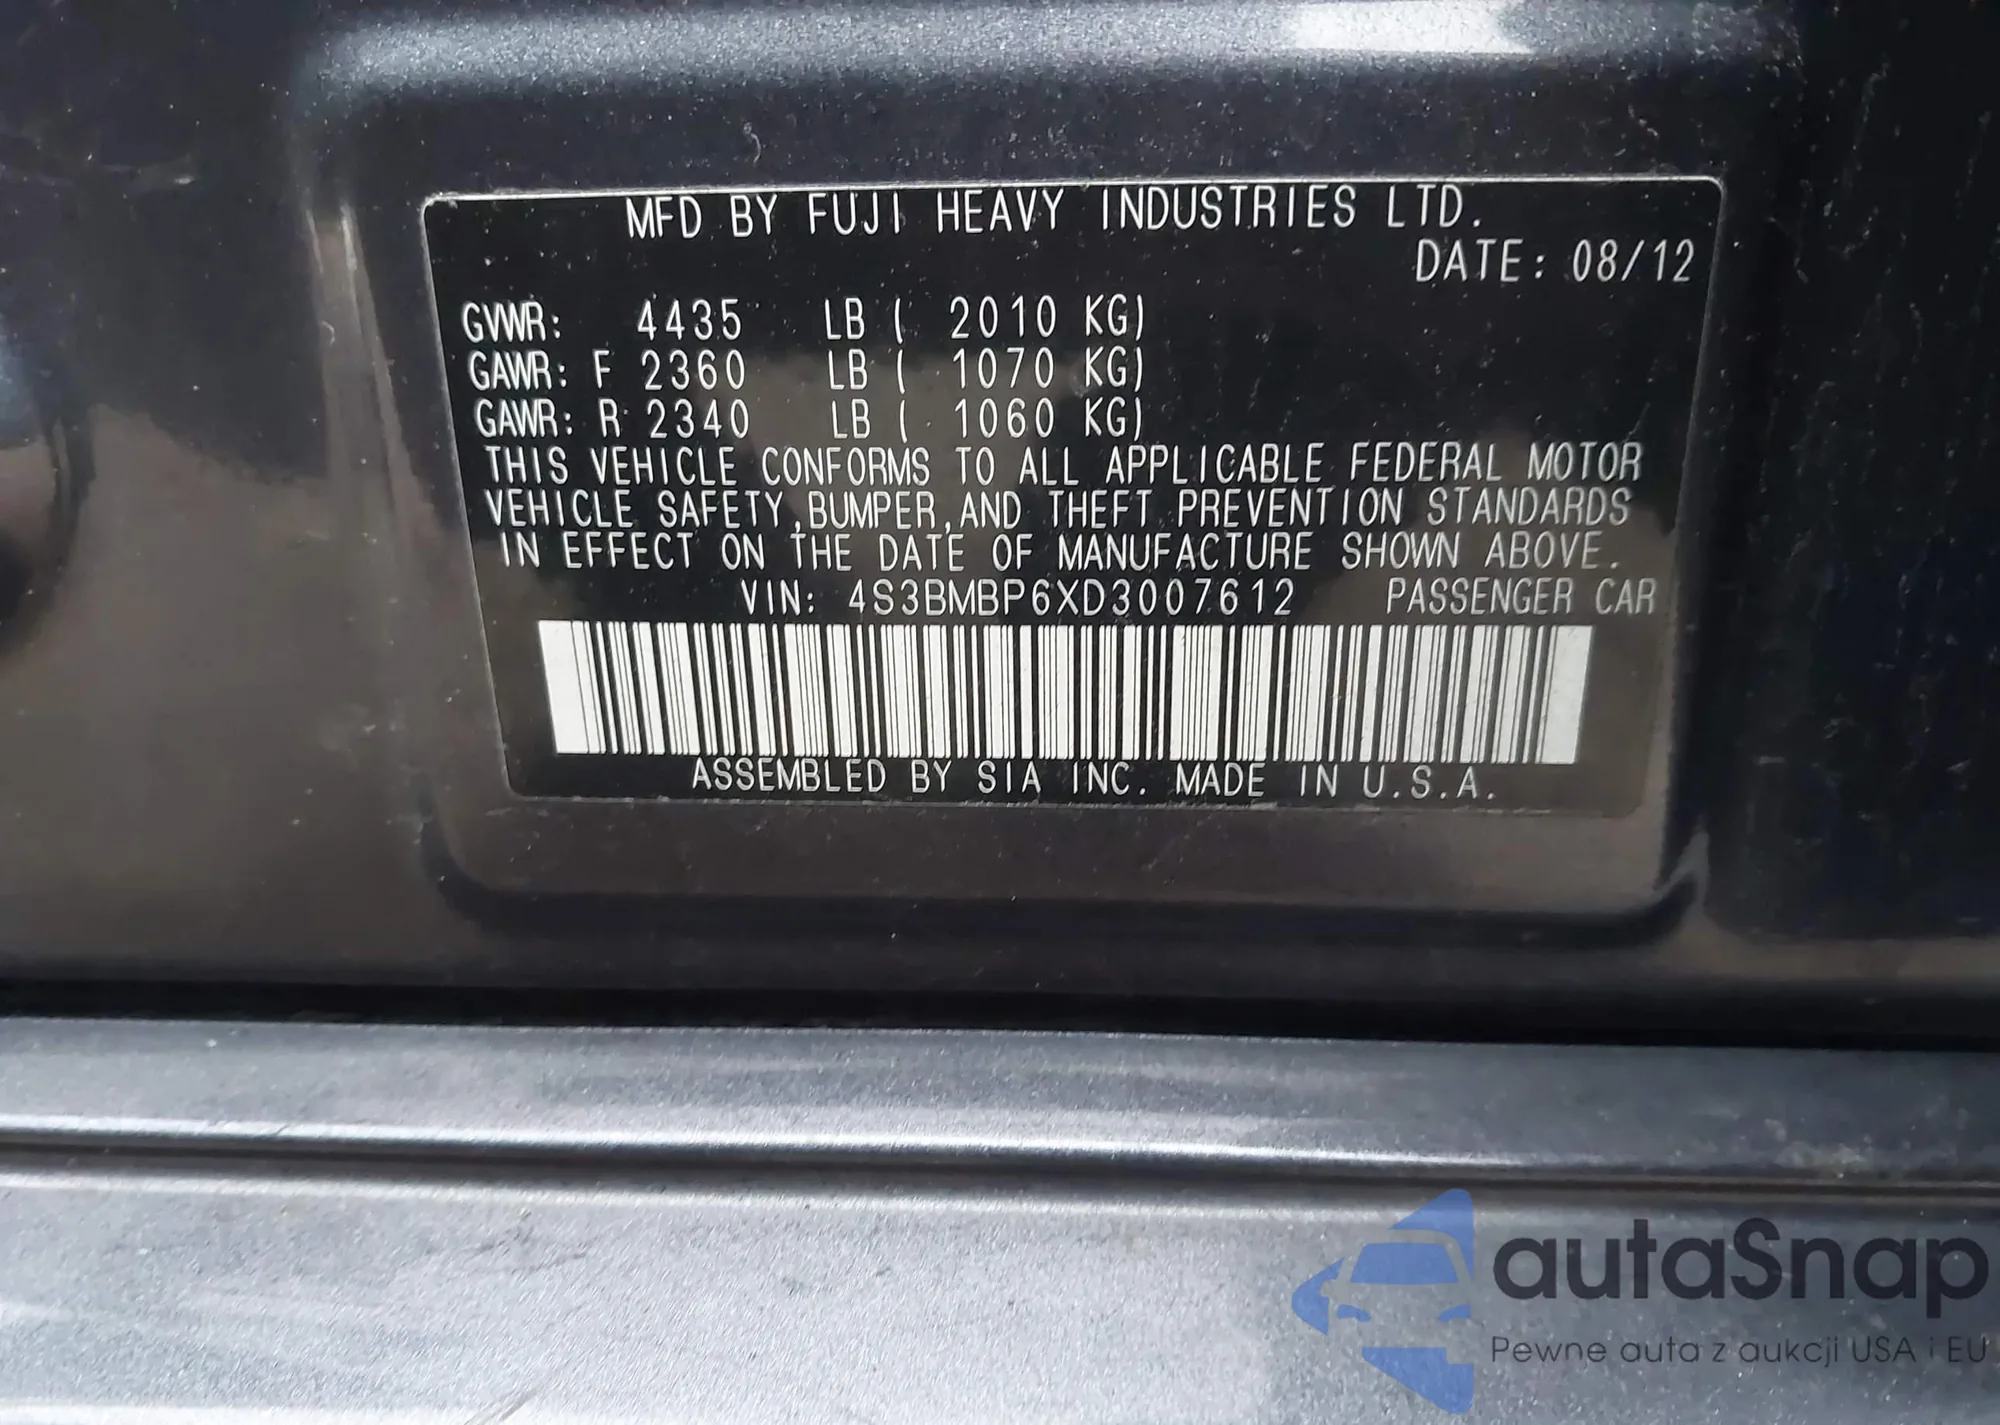 MFD BY FUJI HEAVY INDUSTRIES LTD.
DATE: 08/12
GVWR: 4435 LB ( 2010 KG)
GAWR: F 2360 LB ( 1070 KG)
GAWR: R 2340 LB ( 1060 KG)
THIS VEHICLE CONFORMS TO ALL APPLICABLE FEDERAL MOTOR
VEHICLE SAFETY,BUMPER,AND THEFT PREVENTION STANDARDS
IN EFFECT ON THE DATE OF MANUFACTURE SHOWN ABOVE.
VIN: 4S3BMBP6XD3007612 PASSENGER CAR
ASSEMBLED BY SIA INC. MADE IN U.S.A.
autaSnap
Pewne auta z aukcji USA i EU